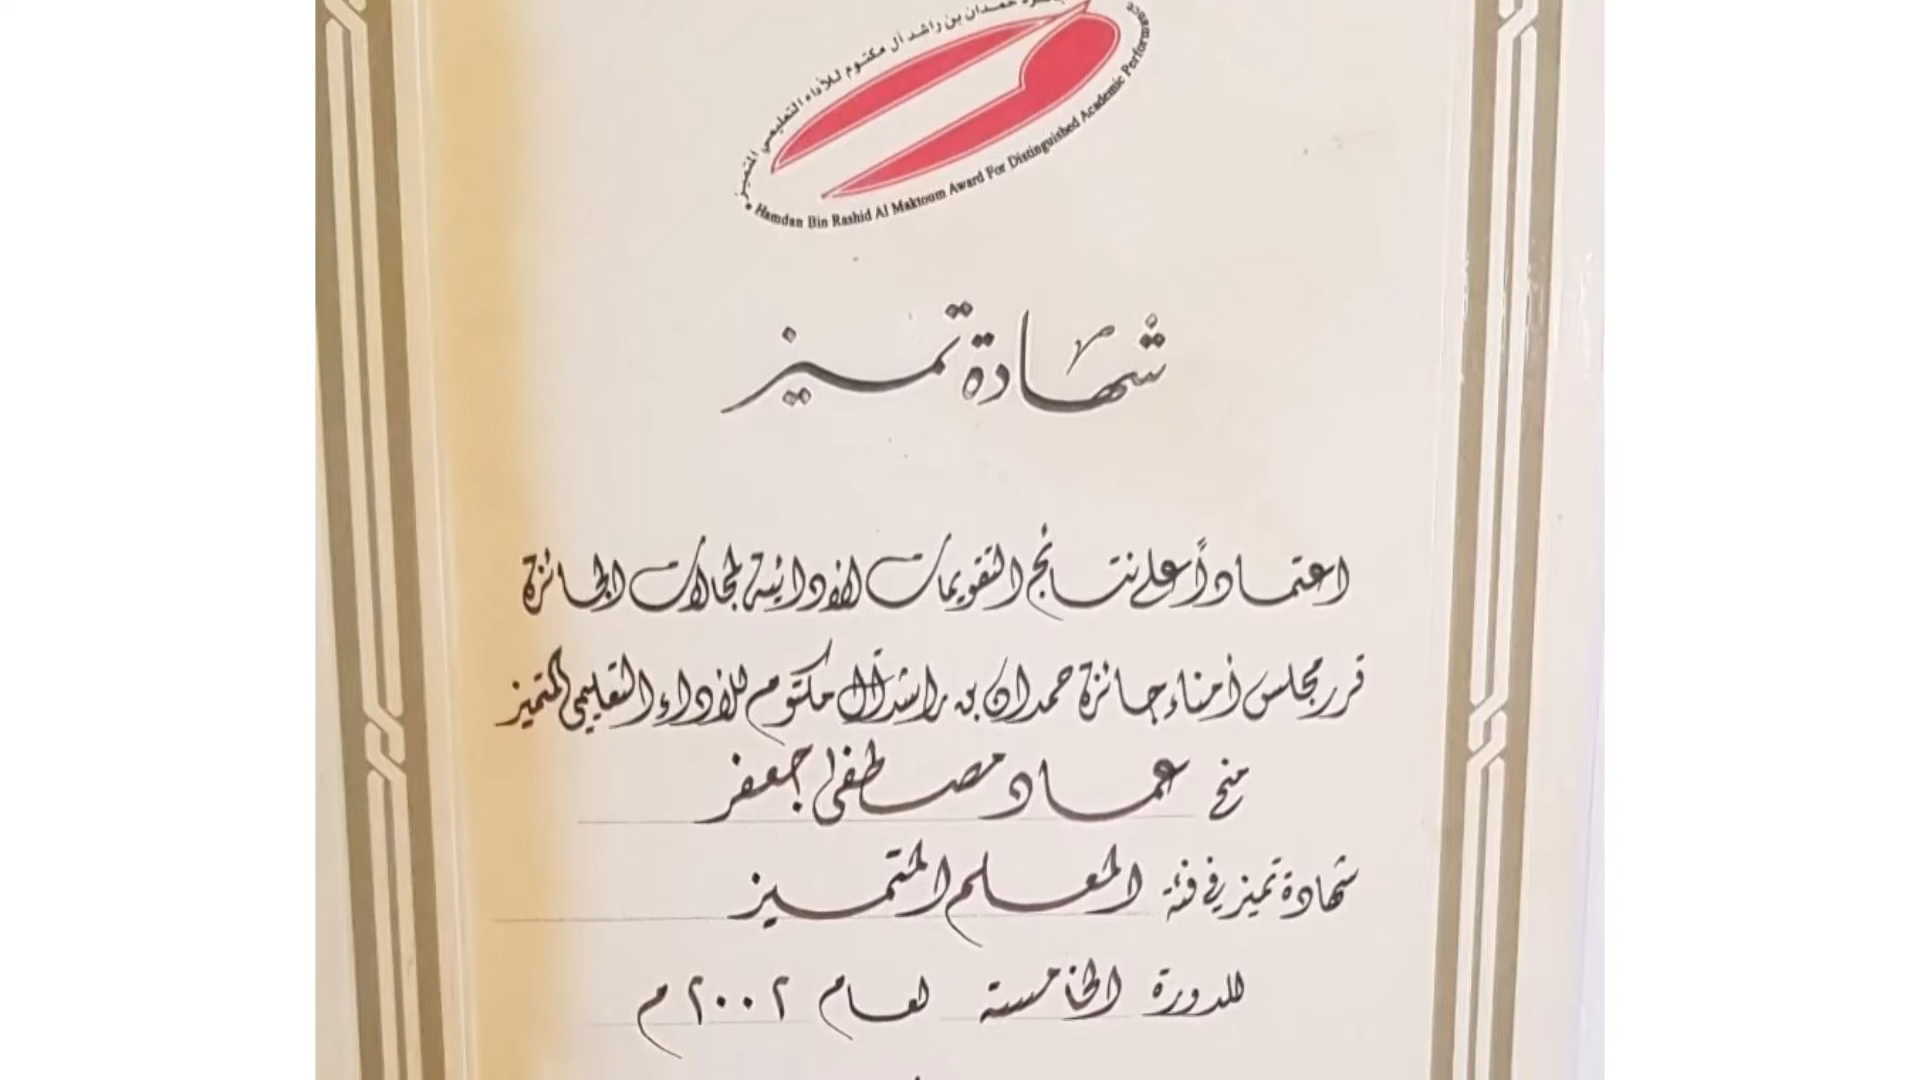 جائزة حمدان بن راشد آل مكتوم للأداء التعليمي المتميز
Hamdan Bin Rashid Al Maktoum Award For Distinguished Academic Performance
شهادة تميز
اعتماداً على نتائج التقويمات الأدائية لمجالات الجائزة
قرر مجلس أمناء جائزة حمدان بن راشد آل مكتوم للأداء التعليمي المتميز
منح عماد مصطفى جعفر
شهادة تميز في فئة المعلم المتميز
للدورة الخامسة لعام ٢٠٠٢ م